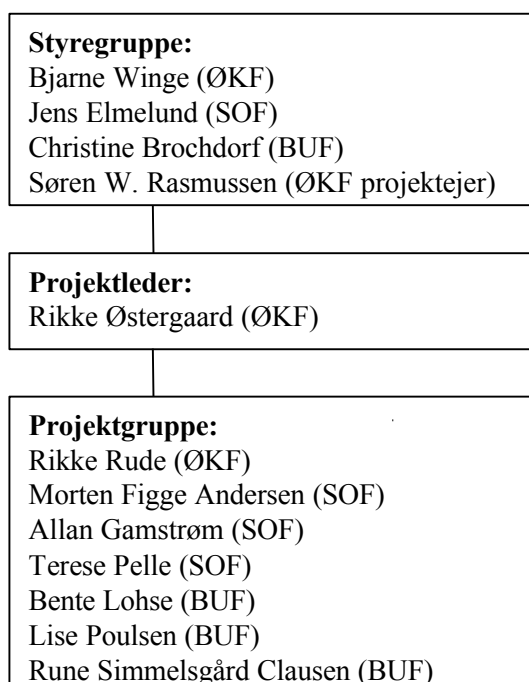 Styregruppe:
Bjarne Winge (ØKF)
Jens Elmelund (SOF)
Christine Brochdorf (BUF)
Søren W. Rasmussen (ØKF projektejer)
Projektleder:
Rikke Østergaard (ØKF)
Projektgruppe:
Rikke Rude (ØKF)
Morten Figge Andersen (SOF)
Allan Gamstrøm (SOF)
Terese Pelle (SOF)
Bente Lohse (BUF)
Lise Poulsen (BUF)
Rune Simmelsgård Clausen (BUF)